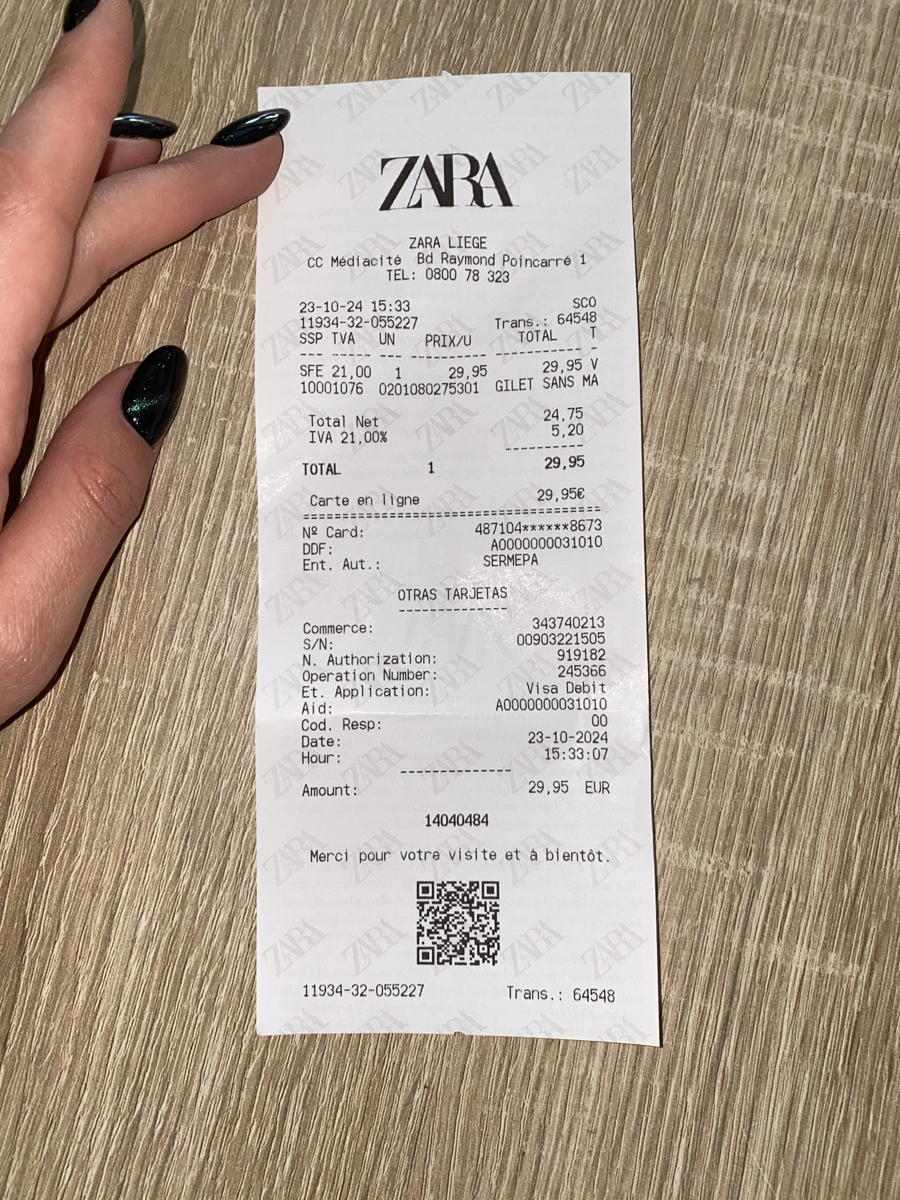 ZARA
ZARA LIEGE
CC Médiacité Bd Raymond Poincarré 1
TEL: 0800 78 323
23-10-24 15:33 SCO
11934-32-055227 Trans.: 64548
SSP TVA UN PRIX/U TOTAL T
--- ----- --- --------- ---------- -
SFE 21,00 1 29,95 29,95 V
10001076 0201080275301 GILET SANS MA
Total Net 24,75
IVA 21,00% 5,20
----------
TOTAL 1 29,95
Carte en ligne 29,95€
=====================================
Nº Card: 487104******8673
DDF: A0000000031010
Ent. Aut.: SERMEPA
OTRAS TARJETAS
--------------
Commerce: 343740213
S/N: 00903221505
N. Authorization: 919182
Operation Number: 245366
Et. Application: Visa Debit
Aid: A0000000031010
Cod. Resp: 00
Date: 23-10-2024
Hour: 15:33:07
--------------
Amount: 29,95 EUR
14040484
Merci pour votre visite et à bientôt.
11934-32-055227 Trans.: 64548